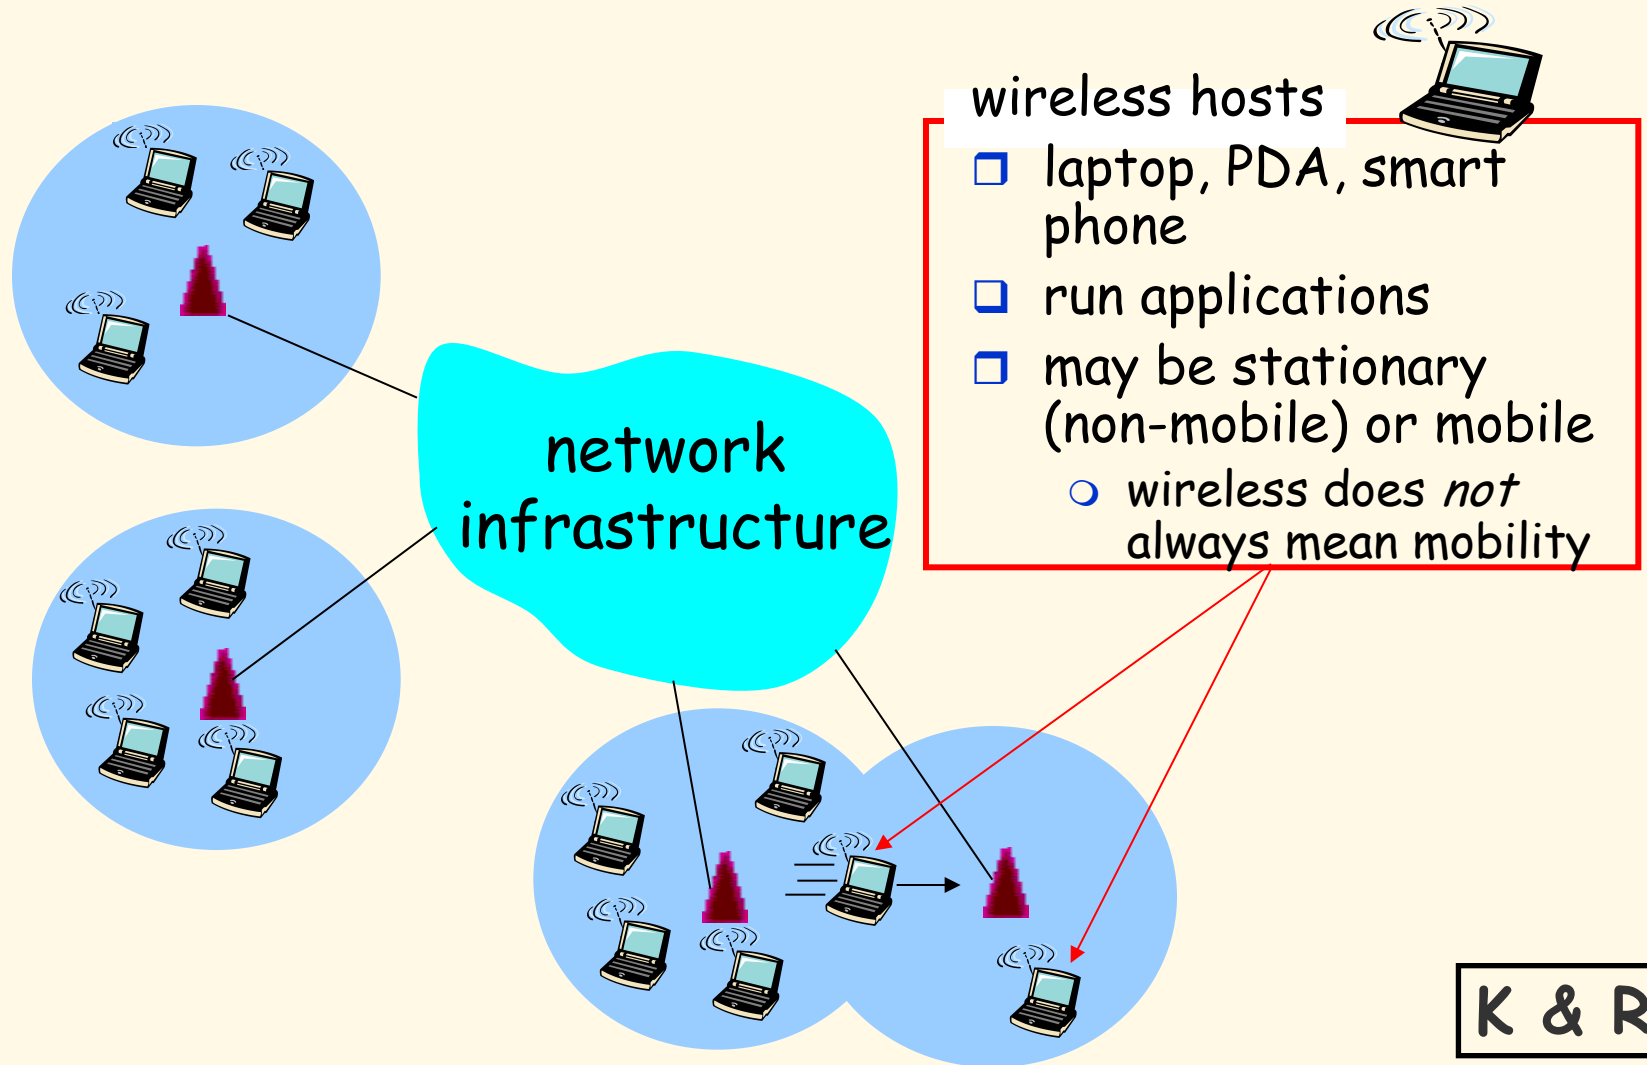 wireless hosts
laptop, PDA, smart
phone
run applications
may be stationary
(non-mobile) or mobile
wireless does not
always mean mobility
network
infrastructure
K & R